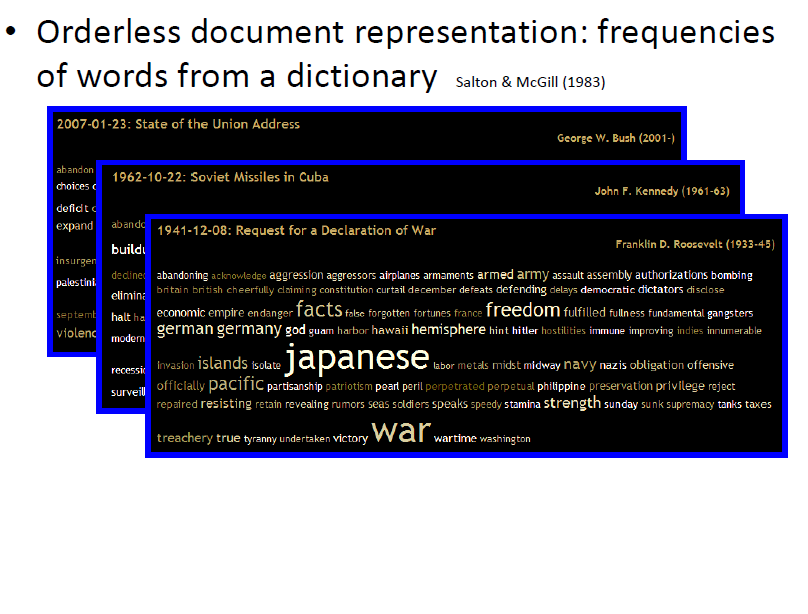 • Orderless document representation: frequencies
of words from a dictionary Salton & McGill (1983)
2007-01-23: State of the Union Address
George W. Bush (2001-)
abandon
choices
deficit
expand
insurgen
palestini
septemb
violenc
1962-10-22: Soviet Missiles in Cuba
John F. Kennedy (1961-63)
abando
buildu
declined
elimina
halt ha
modern
recessio
surveil
1941-12-08: Request for a Declaration of War
Franklin D. Roosevelt (1933-45)
abandoning acknowledge aggression aggressors airplanes armaments armed army assault assembly authorizations bombing
britain british cheerfully claiming constitution curtail december defeats defending delays democratic dictators disclose
economic empire endanger facts false forgotten fortunes france freedom fulfilled fullness fundamental gangsters
german germany god guam harbor hawaii hemisphere hint hitler hostilities immune improving indies innumerable
invasion islands isolate japanese labor metals midst midway navy nazis obligation offensive
officially pacific partisanship patriotism pearl peril perpetrated perpetual philippine preservation privilege reject
repaired resisting retain revealing rumors seas soldiers speaks speedy stamina strength sunday sunk supremacy tanks taxes
treachery true tyranny undertaken victory war wartime washington